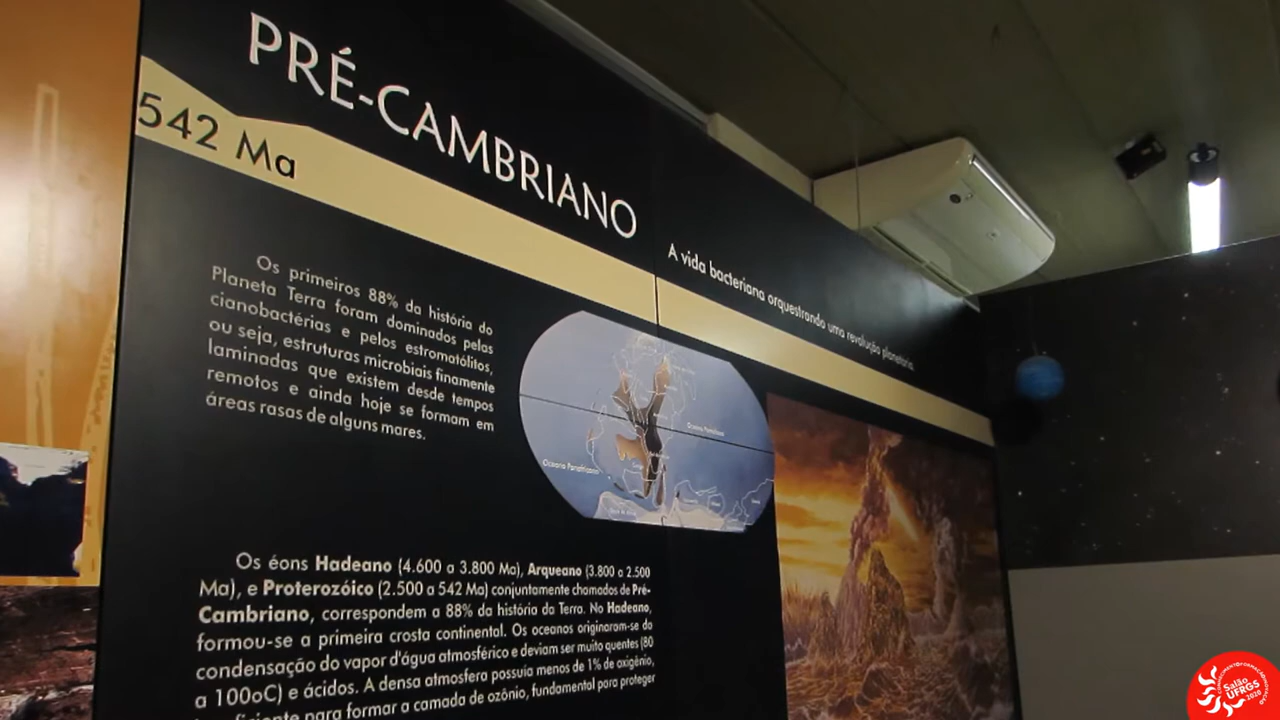 PRÉ-CAMBRIANO
542 Ma
A vida bacteriana orquestrando uma revolução planetária
Os primeiros 88% da história do
Planeta Terra foram dominados pelas
cianobactérias e pelos estromatólitos,
ou seja, estruturas microbiais finamente
laminadas que existem desde tempos
remotos e ainda hoje se formam em
áreas rasas de alguns mares.
Oceano Panthalássico
Oceano Panafricano
Os éons Hadeano (4.600 a 3.800 Ma), Arqueano (3.800 a 2.500
Ma), e Proterozóico (2.500 a 542 Ma) conjuntamente chamados de Pré-
Cambriano, correspondem a 88% da história da Terra. No Hadeano,
formou-se a primeira crosta continental. Os oceanos originaram-se da
condensação do vapor d'água atmosférico e deviam ser muito quentes (80
a 100oC) e ácidos. A densa atmosfera possuía menos de 1% de oxigênio,
para formar a camada de ozônio, fundamental para proteger
Salão
UFRGS
2020